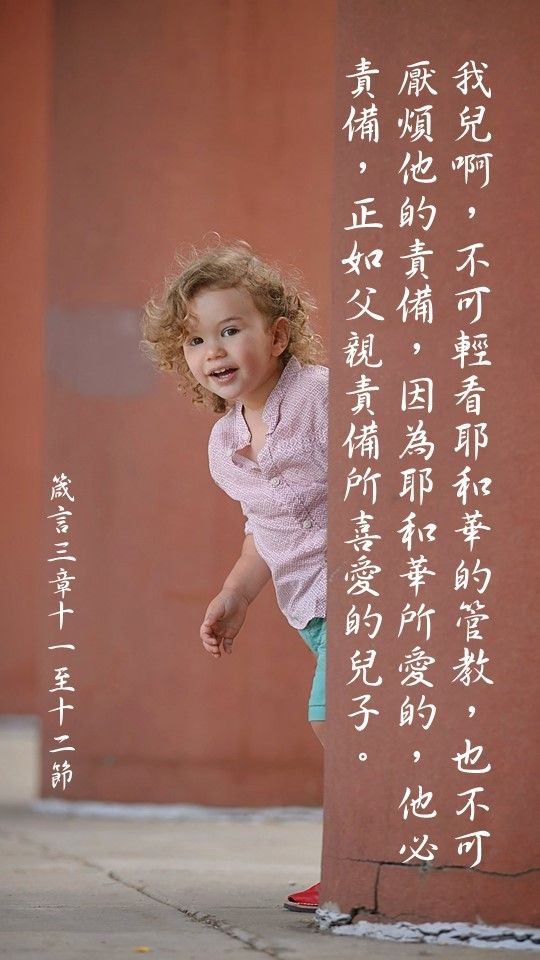 我兒啊，不可輕看耶和華的管教，也不可
厭煩他的責備，因為耶和華所愛的，他必
責備，正如父親責備所喜愛的兒子。
箴言三章十一至十二節